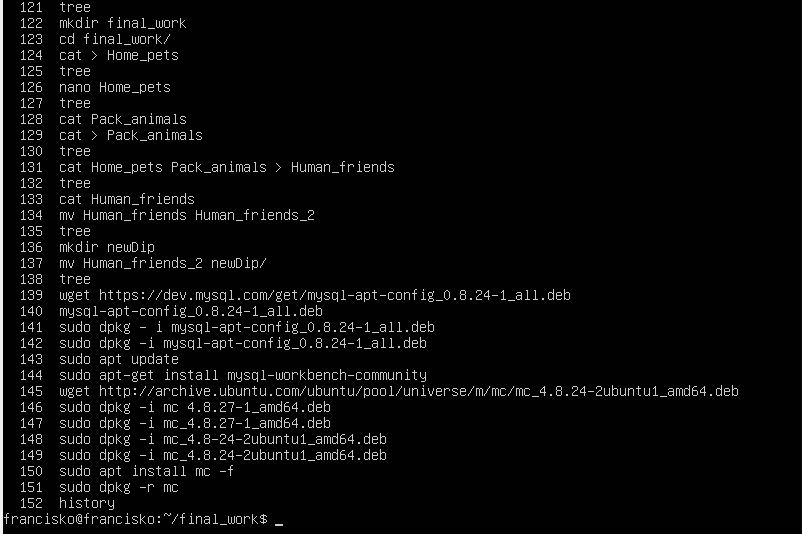 121  tree
122  mkdir final_work
123  cd final_work/
124  cat > Home_pets
125  tree
126  nano Home_pets
127  tree
128  cat Pack_animals
129  cat > Pack_animals
130  tree
131  cat Home_pets Pack_animals > Human_friends
132  tree
133  cat Human_friends
134  mv Human_friends Human_friends_2
135  tree
136  mkdir newDip
137  mv Human_friends_2 newDip/
138  tree
139  wget https://dev.mysql.com/get/mysql-apt-config_0.8.24-1_all.deb
140  mysql-apt-config_0.8.24-1_all.deb
141  sudo dpkg - i mysql-apt-config_0.8.24-1_all.deb
142  sudo dpkg -i mysql-apt-config_0.8.24-1_all.deb
143  sudo apt update
144  sudo apt-get install mysql-workbench-community
145  wget http://archive.ubuntu.com/ubuntu/pool/universe/m/mc/mc_4.8.24-2ubuntu1_amd64.deb
146  sudo dpkg -i mc 4.8.27-1_amd64.deb
147  sudo dpkg -i mc_4.8.27-1_amd64.deb
148  sudo dpkg -i mc_4.8-24-2ubuntu1_amd64.deb
149  sudo dpkg -i mc_4.8.24-2ubuntu1_amd64.deb
150  sudo apt install mc -f
151  sudo dpkg -r mc
152  history
francisko@francisko:~/final_work$ _